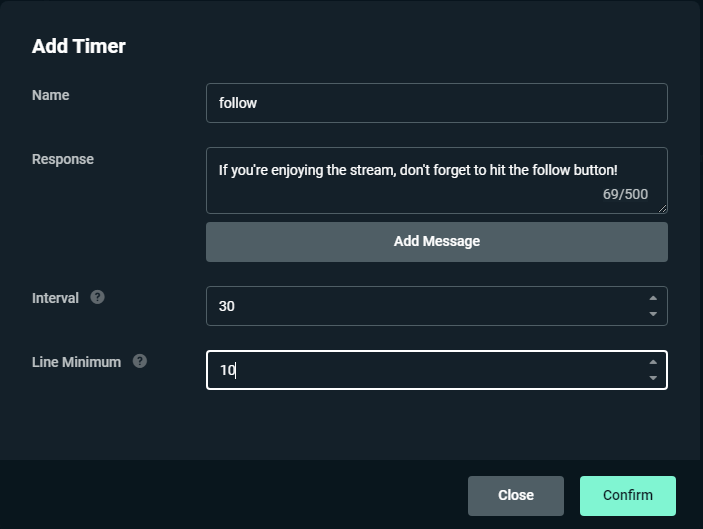 Add Timer
Name
follow
Response
If you're enjoying the stream, don't forget to hit the follow button!
69/500
Add Message
Interval ?
30
Line Minimum ?
10
Close
Confirm